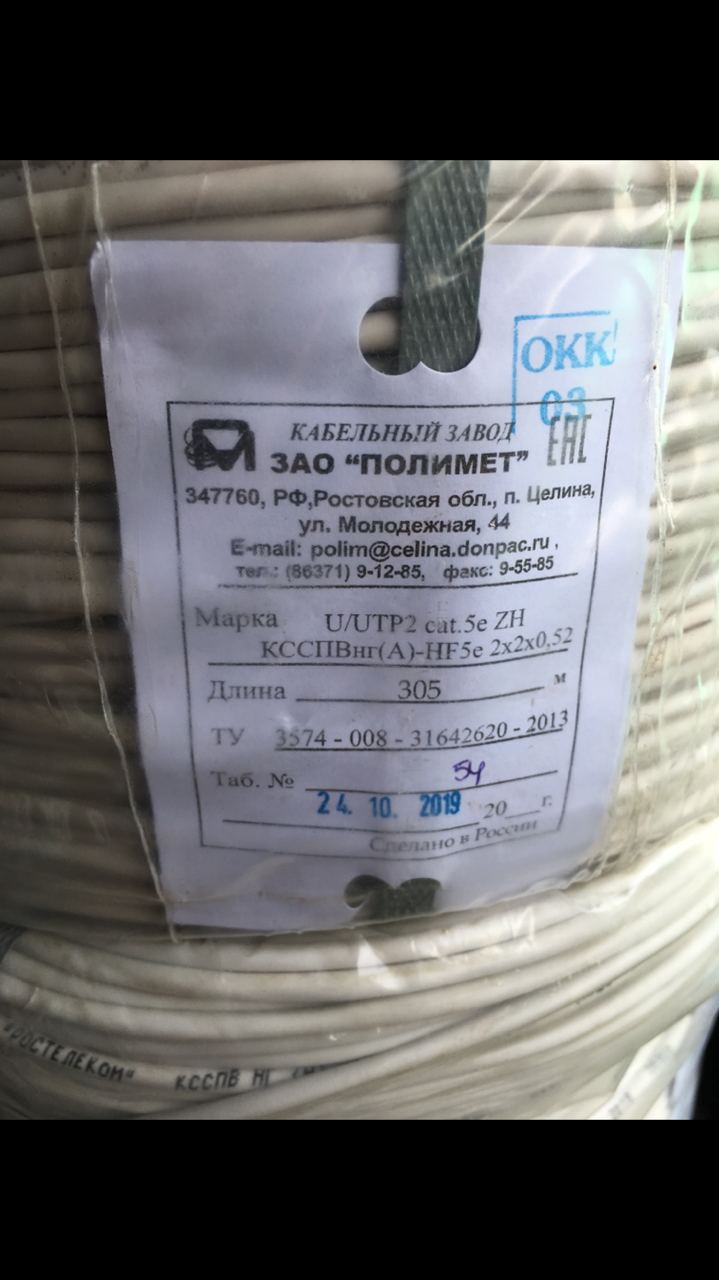 ОКК
03
КАБЕЛЬНЫЙ ЗАВОД
ЗАО “ПОЛИМЕТ”
EAC
347760, РФ,Ростовская обл., п. Целина,
ул. Молодежная, 44
E-mail: polim@celina.donpac.ru ,
тел.: (86371) 9-12-85, факс: 9-55-85
Марка U/UTP2 cat.5e ZH
КССПВнг(А)-HF5e 2х2х0,52
Длина 305 м
ТУ 3574 - 008 - 31642620 - 2013
Таб. № 54
24. 10. 2019 20 г.
Сделано в России
"РОСТЕЛЕКОМ" КССПВ НГ